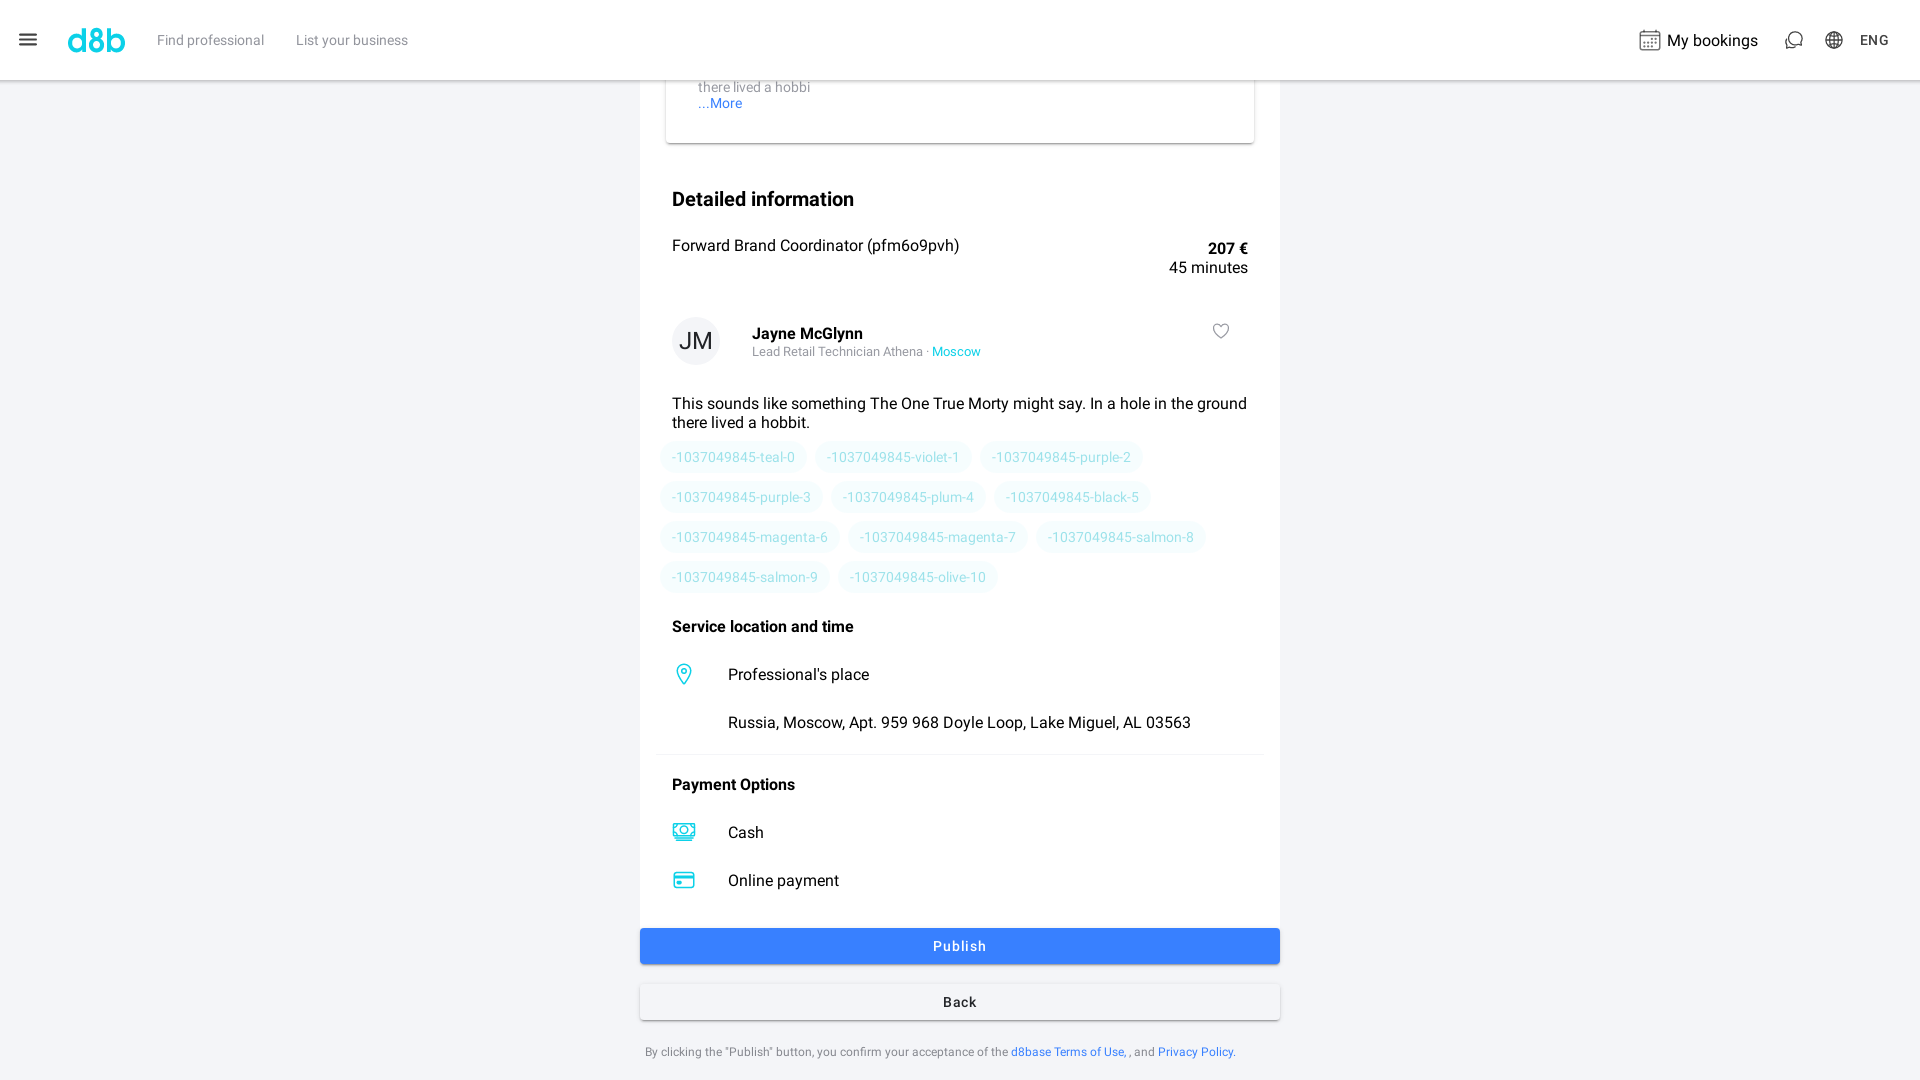 d8b
Find professional
List your business
My bookings
ENG
there lived a hobbi
...More
Detailed information
Forward Brand Coordinator (pfm6o9pvh)
207 €
45 minutes
JM
Jayne McGlynn
Lead Retail Technician Athena · Moscow
This sounds like something The One True Morty might say. In a hole in the ground
there lived a hobbit.
-1037049845-teal-0 -1037049845-violet-1 -1037049845-purple-2
-1037049845-purple-3 -1037049845-plum-4 -1037049845-black-5
-1037049845-magenta-6 -1037049845-magenta-7 -1037049845-salmon-8
-1037049845-salmon-9 -1037049845-olive-10
Service location and time
Professional's place
Russia, Moscow, Apt. 959 968 Doyle Loop, Lake Miguel, AL 03563
Payment Options
Cash
Online payment
Publish
Back
By clicking the "Publish" button, you confirm your acceptance of the d8base Terms of Use, , and Privacy Policy.